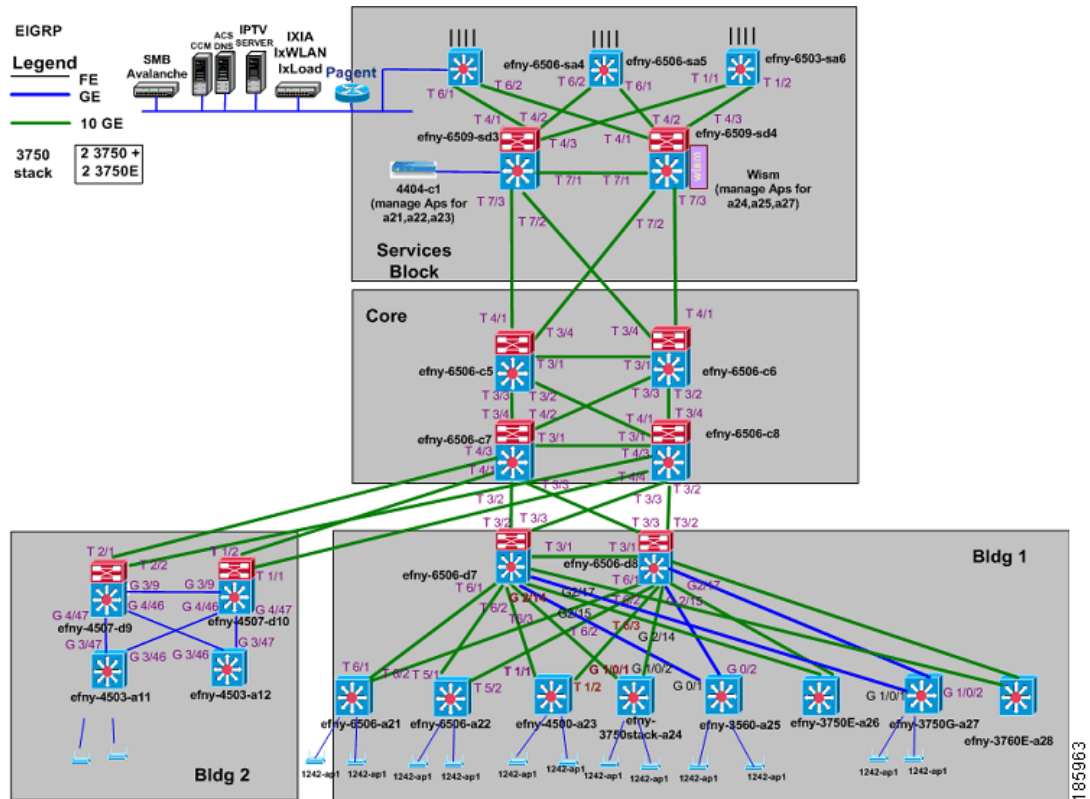 EIGRP
Legend
FE
GE
10 GE
3750
stack
2 3750 +
2 3750E
SMB
Avalanche
CCM
ACS
DNS
IPTV
SERVER
IXIA
IxWLAN
IxLoad
Pagent
efny-6506-sa4
efny-6506-sa5
efny-6503-sa6
T 6/1
T 6/2
T 6/2
T 6/1
T 1/1
T 1/2
T 4/1
T 4/2
T 4/2
T 4/3
efny-6509-sd3
T 4/3
T 4/1
efny-6509-sd4
4404-c1
(manage Aps for
a21,a22,a23)
T 7/1
T 7/1
wism
Wism
(manage Aps for
a24,a25,a27)
T 7/3
T 7/2
T 7/2
T 7/3
Services
Block
Core
T 4/1
T 3/4
T 3/4
T 4/1
efny-6506-c5
T 3/1
T 3/1
efny-6506-c6
T 3/3
T 3/2
T 3/3
T 3/2
T 3/4
T 4/2
T 4/1
T 3/4
efny-6506-c7
T 3/1
T 3/1
efny-6506-c8
T 4/3
T 4/3
T 4/1
T 4/4
T 3/3
T 3/2
T 3/3
T 3/2
T 3/2
T 3/3
T 3/3
T3/2
Bldg 1
T 2/1
T 2/2
T 1/2
T 1/1
G 3/9
G 3/9
G 4/47
G 4/46
G 4/46
G 4/47
efny-4507-d9
efny-4507-d10
G 3/47
G 3/46
G 3/46
G 3/47
efny-4503-a11
efny-4503-a12
Bldg 2
T 3/1
T 3/1
efny-6506-d7
efny-6506-d8
T 6/1
G 2/14
G2/17
T 6/1
T 6/2
G2/17
T 6/2
T 6/3
G2/15
G 2/15
T 6/2
T 6/3
G 2/14
T 6/1
T 5/1
T 5/2
T 1/1
T 1/2
G 1/0/1
G 1/0/2
G 0/1
G 0/2
G 1/0/1
G 1/0/2
efny-6506-a21
efny-6506-a22
efny-4500-a23
efny-
3750stack-a24
efny-3560-a25
efny-3750E-a26
efny-3750G-a27
efny-3760E-a28
1242-ap1
1242-ap1
1242-ap1
1242-ap1
1242-ap1
1242-ap1
1242-ap1
1242-ap1
1242-ap1
1242-ap1
1242-ap1
1242-ap1
185963